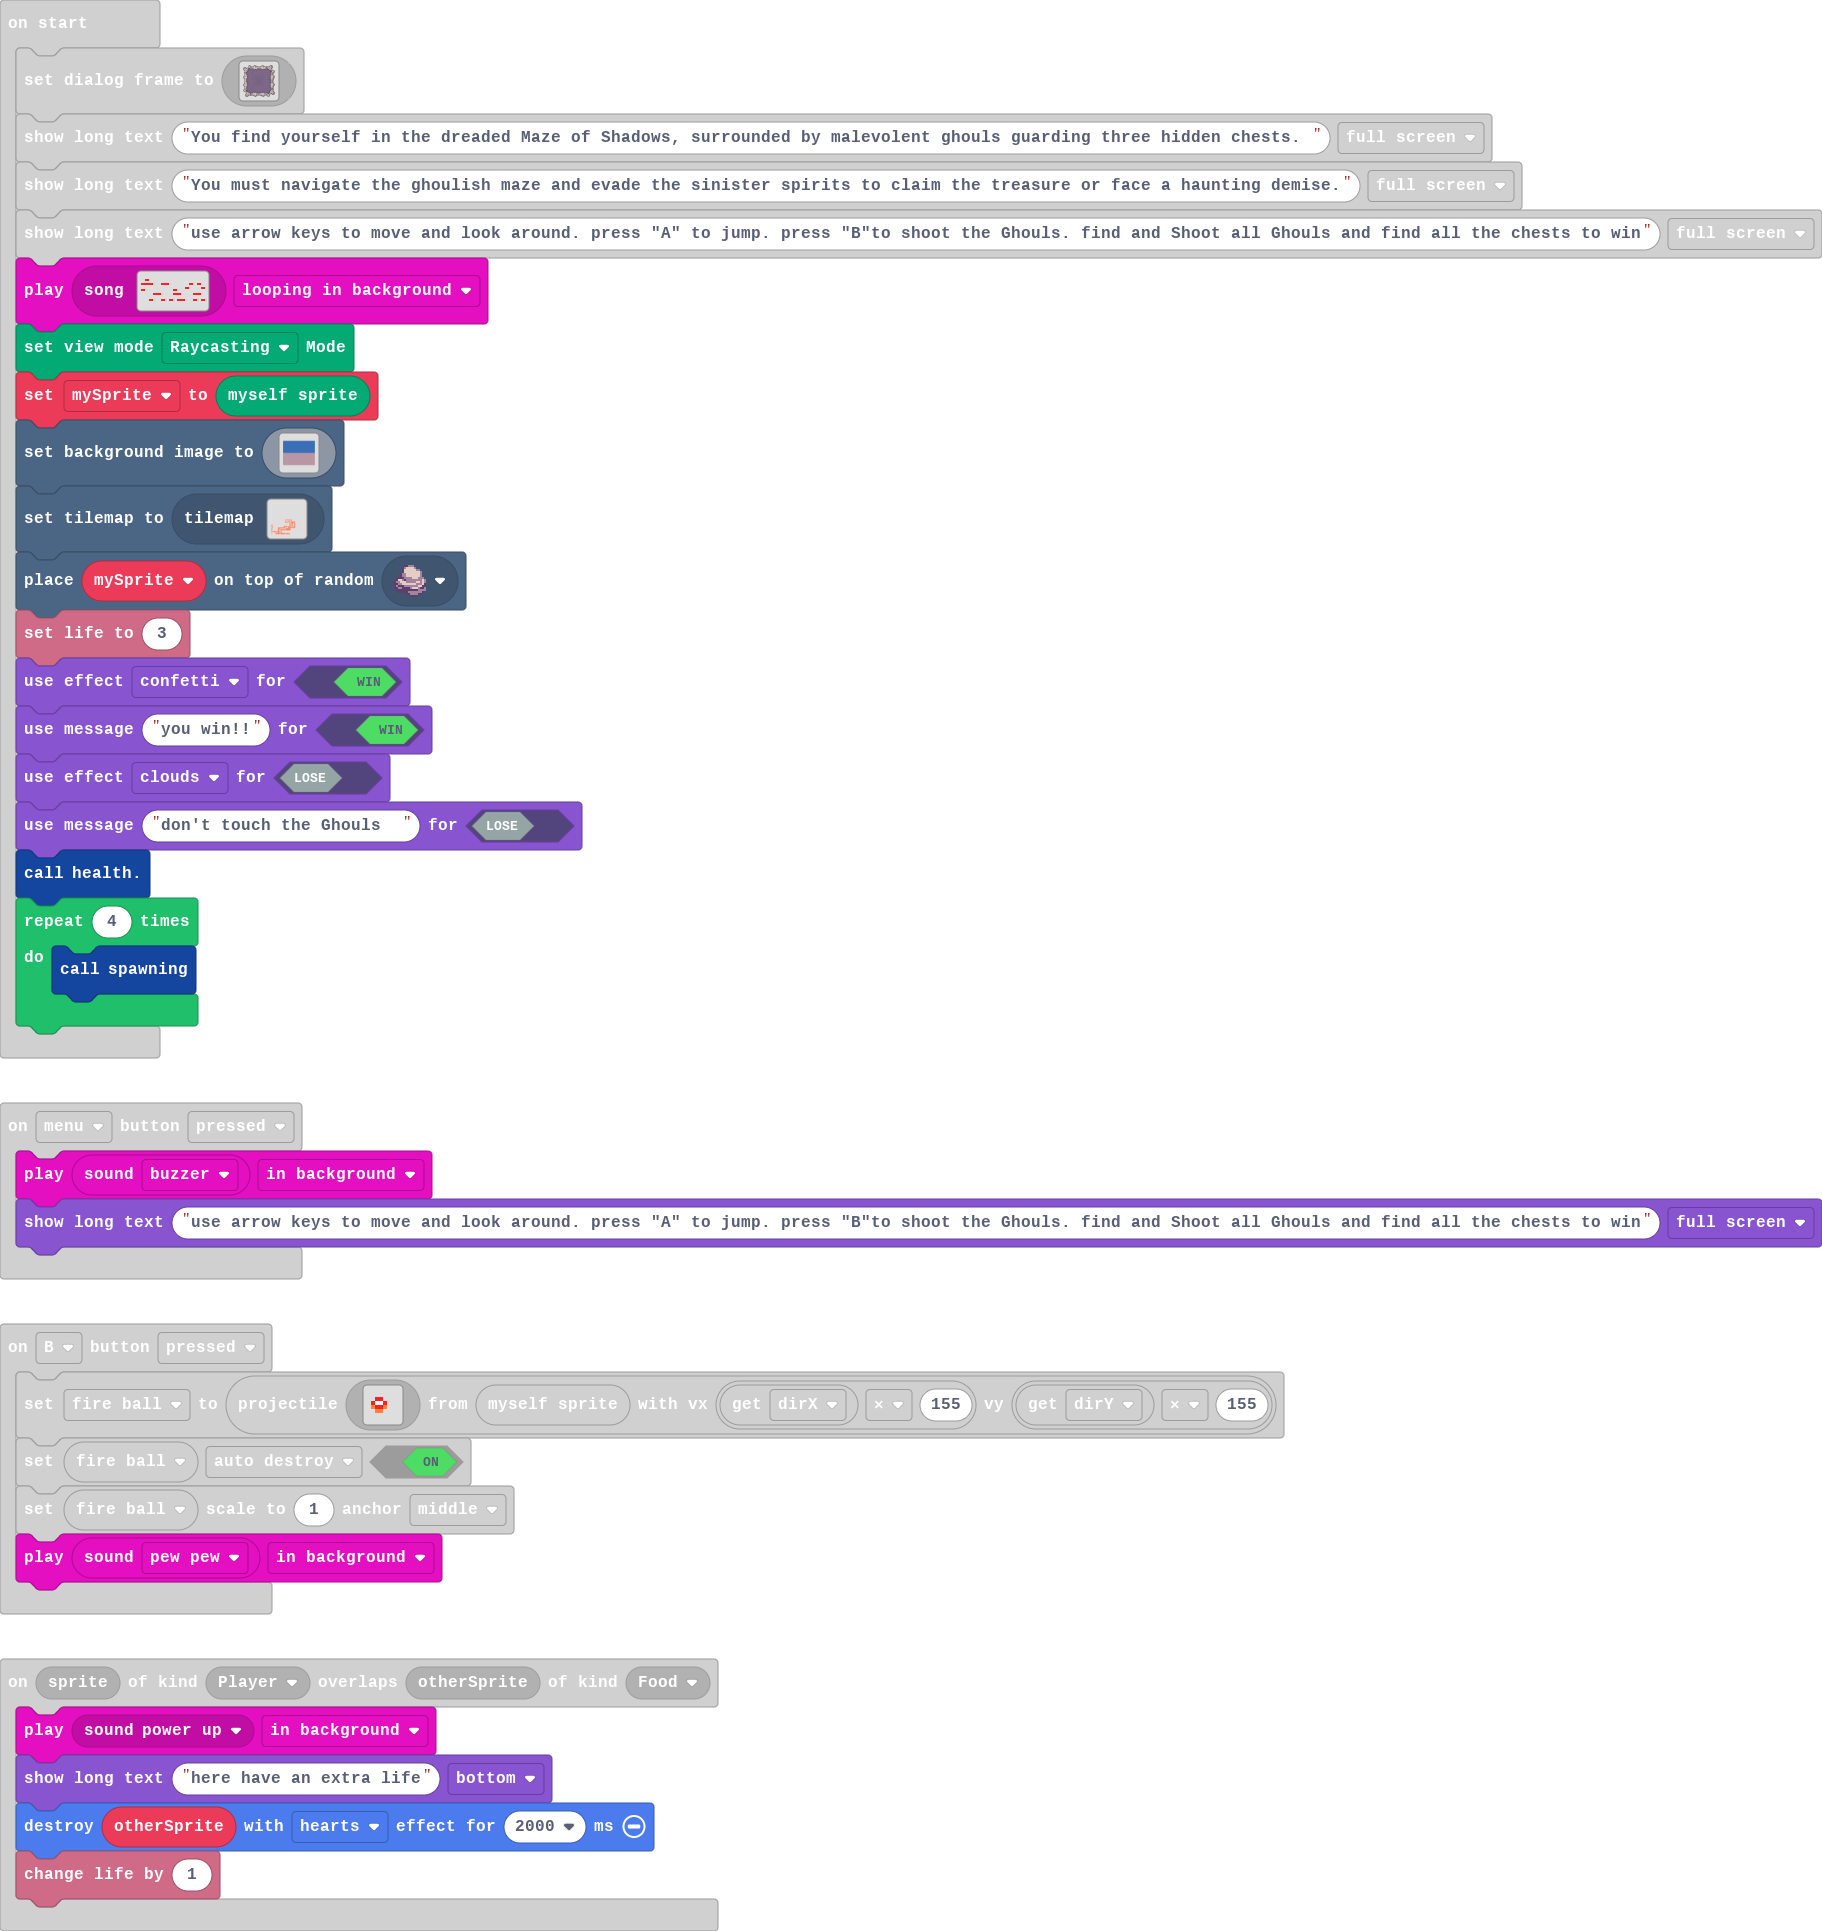 on start
set dialog frame to
show long text "You find yourself in the dreaded Maze of Shadows, surrounded by malevolent ghouls guarding three hidden chests. " full screen
show long text "You must navigate the ghoulish maze and evade the sinister spirits to claim the treasure or face a haunting demise." full screen
show long text "use arrow keys to move and look around. press "A" to jump. press "B"to shoot the Ghouls. find and Shoot all Ghouls and find all the chests to win" full screen
play song looping in background
set view mode Raycasting Mode
set mySprite to myself sprite
set background image to
set tilemap to tilemap
place mySprite on top of random
set life to 3
use effect confetti for WIN
use message "you win!!" for WIN
use effect clouds for LOSE
use message "don't touch the Ghouls  " for LOSE
call health.
repeat 4 times
do call spawning
on menu button pressed
play sound buzzer in background
show long text "use arrow keys to move and look around. press "A" to jump. press "B"to shoot the Ghouls. find and Shoot all Ghouls and find all the chests to win" full screen
on B button pressed
set fire ball to projectile from myself sprite with vx get dirX × 155 vy get dirY × 155
set fire ball auto destroy ON
set fire ball scale to 1 anchor middle
play sound pew pew in background
on sprite of kind Player overlaps otherSprite of kind Food
play sound power up in background
show long text "here have an extra life" bottom
destroy otherSprite with hearts effect for 2000 ms
change life by 1